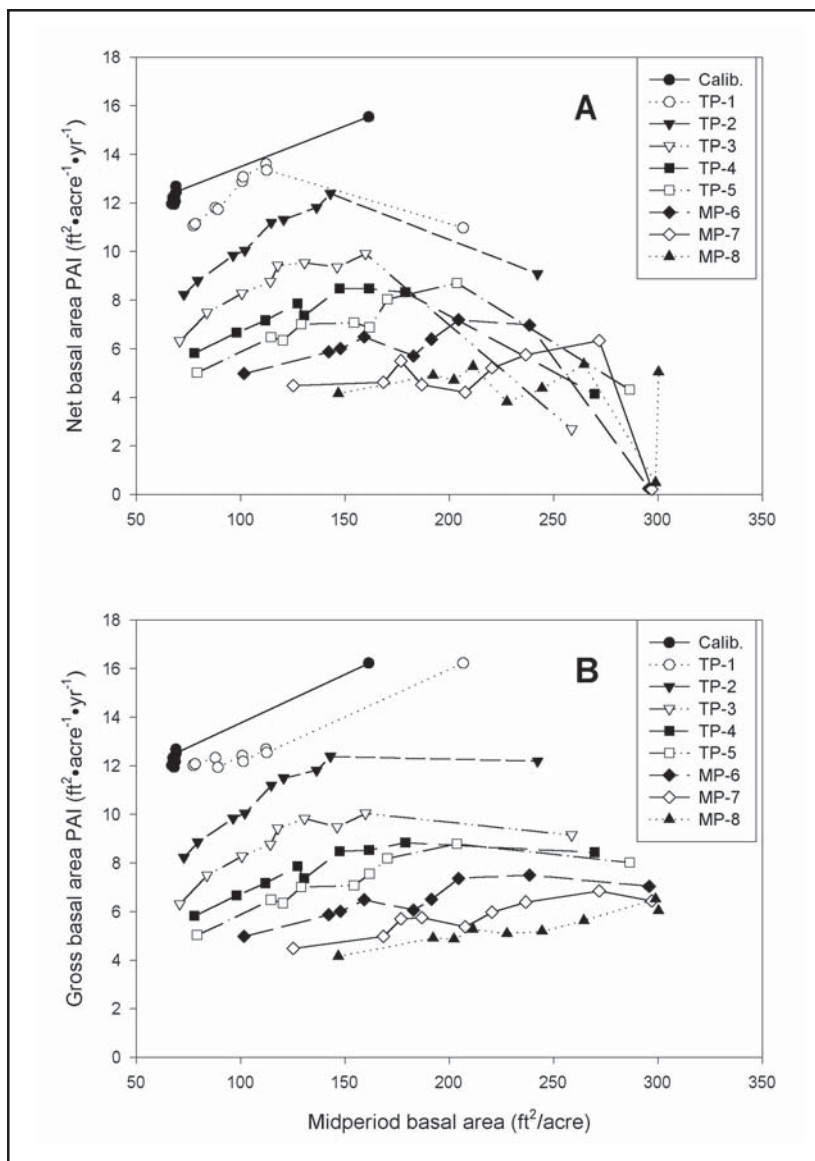 A
Net basal area PAI (ft²•acre⁻¹•yr⁻¹)
18
16
14
12
10
8
6
4
2
0
50
100
150
200
250
300
350
Calib.
TP-1
TP-2
TP-3
TP-4
TP-5
MP-6
MP-7
MP-8
B
Gross basal area PAI (ft²•acre⁻¹•yr⁻¹)
18
16
14
12
10
8
6
4
2
0
50
100
150
200
250
300
350
Calib.
TP-1
TP-2
TP-3
TP-4
TP-5
MP-6
MP-7
MP-8
Midperiod basal area (ft²/acre)